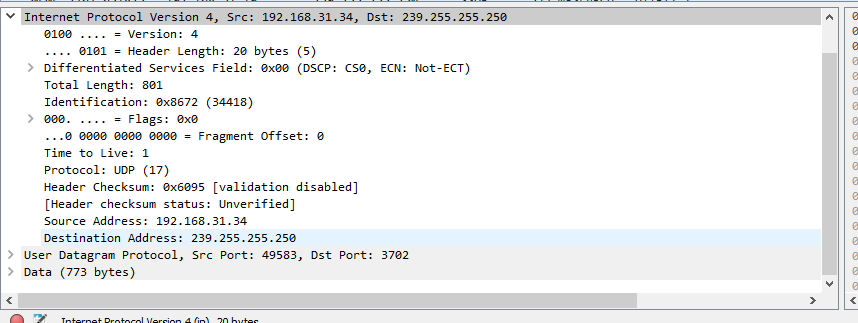 Internet Protocol Version 4, Src: 192.168.31.34, Dst: 239.255.255.250
0100 .... = Version: 4
.... 0101 = Header Length: 20 bytes (5)
Differentiated Services Field: 0x00 (DSCP: CS0, ECN: Not-ECT)
Total Length: 801
Identification: 0x8672 (34418)
000. .... = Flags: 0x0
...0 0000 0000 0000 = Fragment Offset: 0
Time to Live: 1
Protocol: UDP (17)
Header Checksum: 0x6095 [validation disabled]
[Header checksum status: Unverified]
Source Address: 192.168.31.34
Destination Address: 239.255.255.250
User Datagram Protocol, Src Port: 49583, Dst Port: 3702
Data (773 bytes)
Internet Protocol Version 4 (ip), 20 bytes